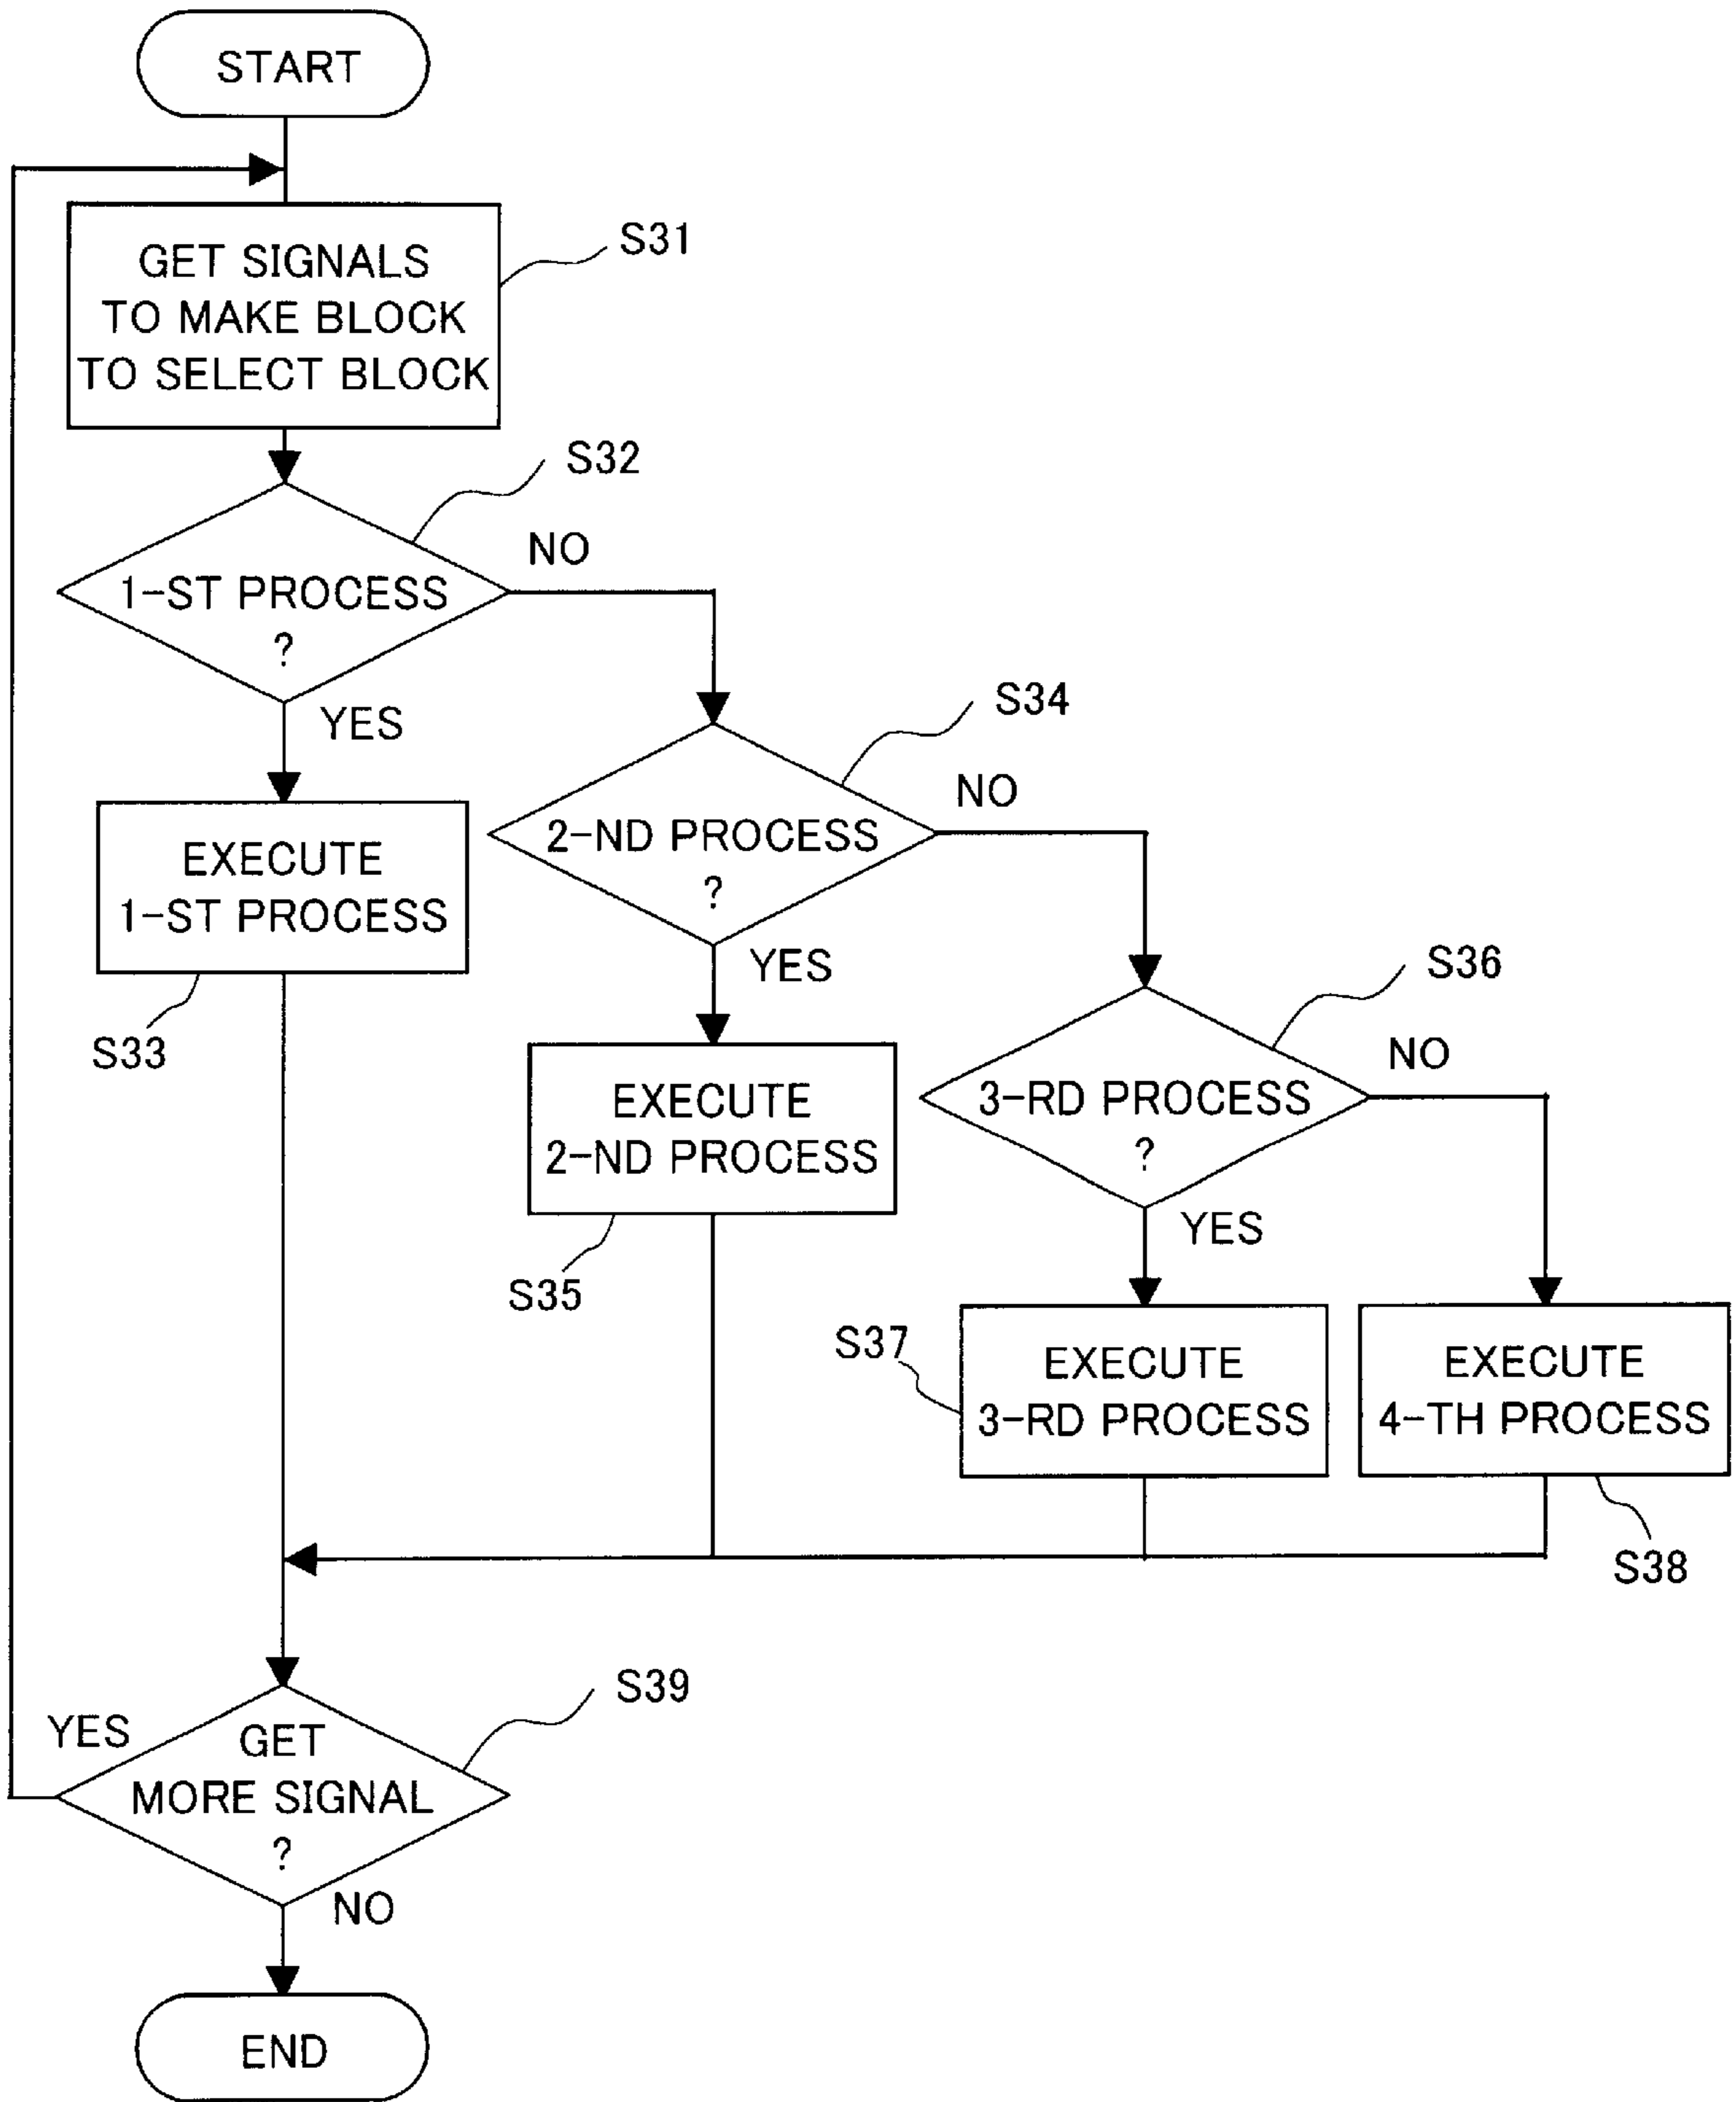 START
GET SIGNALS
TO MAKE BLOCK
TO SELECT BLOCK
S31
S32
1-ST PROCESS
?
NO
YES
EXECUTE
1-ST PROCESS
S33
S34
2-ND PROCESS
?
NO
YES
EXECUTE
2-ND PROCESS
S35
S36
3-RD PROCESS
?
NO
YES
S37
EXECUTE
3-RD PROCESS
EXECUTE
4-TH PROCESS
S38
S39
YES
GET
MORE SIGNAL
?
NO
END